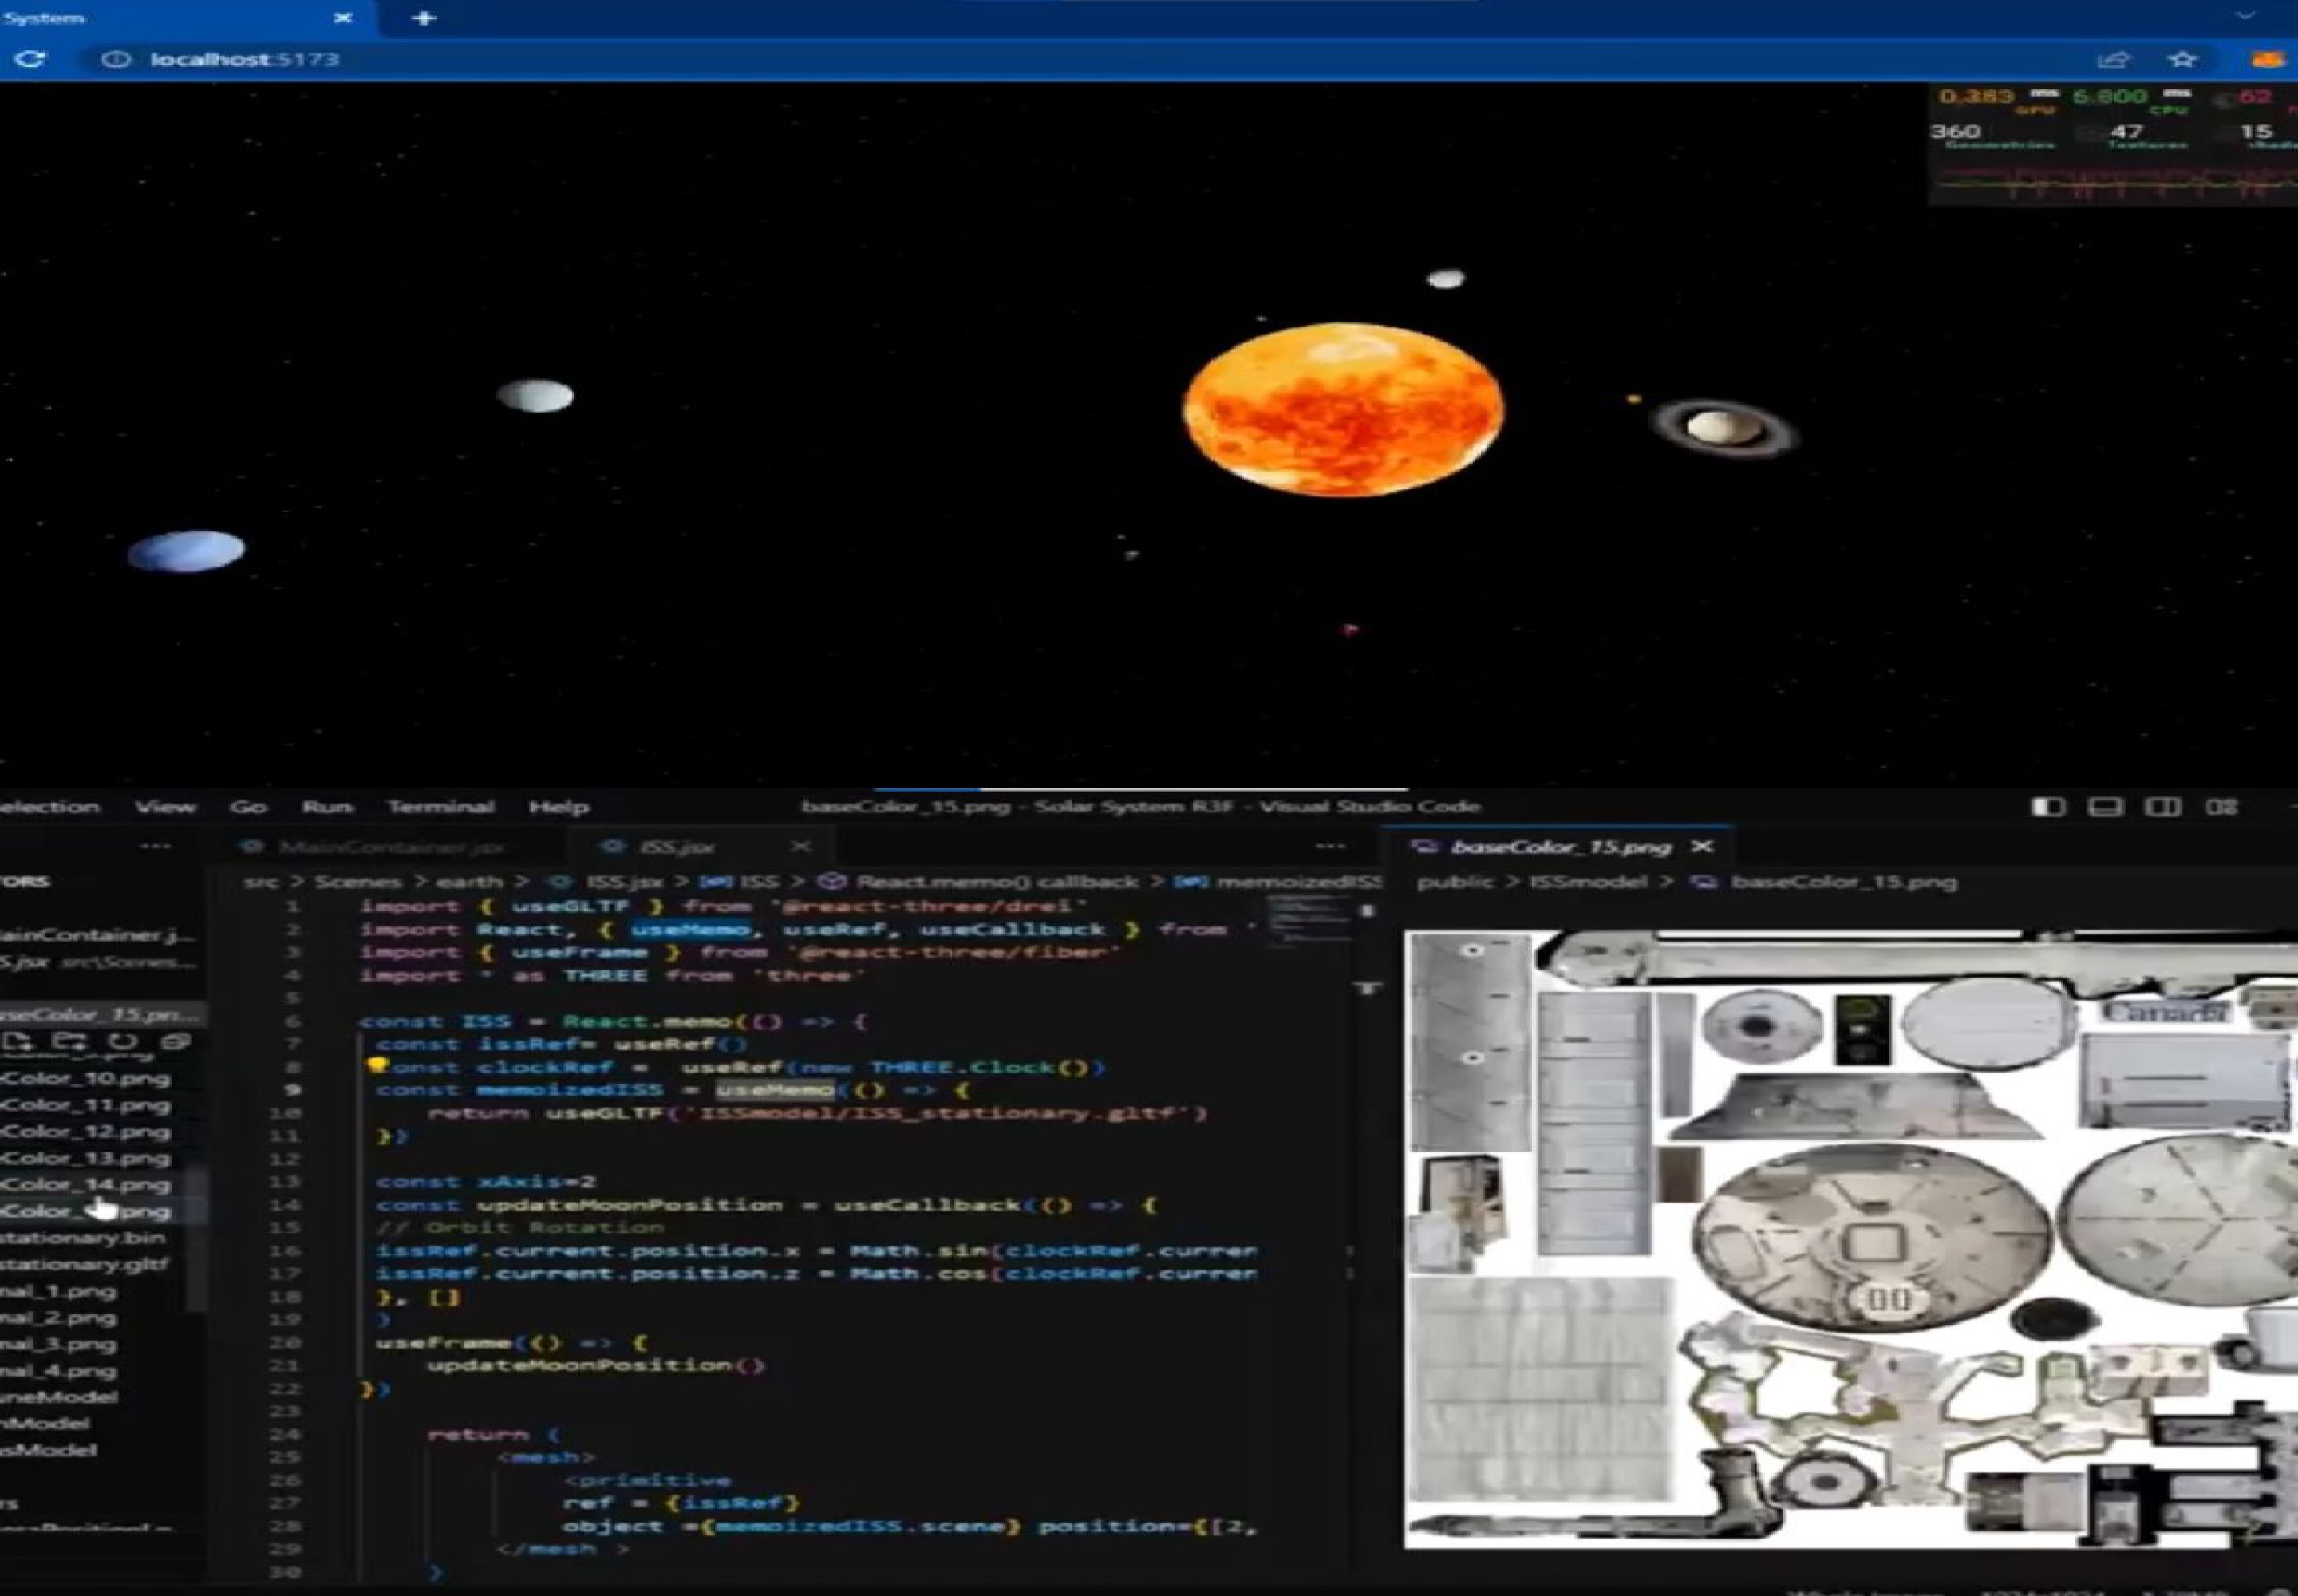 System
localhost:5173
0.383 ms 6.800 ms 62
GPU CPU
360 47 15
Geometries Textures
election View Go Run Terminal Help
baseColor_15.png - Solar System R3F - Visual Studio Code
MainContainer.jsx
ISS.jsx
baseColor_15.png
ORS
src > Scenes > earth > ISS.jsx > ISS > React.memo() callback > memoizedISS
public > ISSmodel > baseColor_15.png
ainContainer.j...
S.jsx src\Scenes...
aseColor_15.pn...
Color_10.png
Color_11.png
Color_12.png
Color_13.png
Color_14.png
Color_ png
stationary.bin
stationary.gltf
mal_1.png
mal_2.png
mal_3.png
mal_4.png
uneModel
nModel
usModel
rs
1 import { useGLTF } from '@react-three/drei'
2 import React, { useMemo, useRef, useCallback } from '
3 import { useFrame } from '@react-three/fiber'
4 import * as THREE from 'three'
5
6 const ISS = React.memo(() => {
7 const issRef= useRef()
8 const clockRef = useRef(new THREE.Clock())
9 const memoizedISS = useMemo(() => {
10 return useGLTF('ISSmodel/ISS_stationary.gltf')
11 })
12
13 const xAxis=2
14 const updateMoonPosition = useCallback(() => {
15 // Orbit Rotation
16 issRef.current.position.x = Math.sin(clockRef.curren
17 issRef.current.position.z = Math.cos(clockRef.curren
18 }, []
19 )
20 useFrame(() => {
21 updateMoonPosition()
22 })
23
24 return (
25 <mesh>
26 <primitive
27 ref = {issRef}
28 object ={memoizedISS.scene} position={[2,
29 </mesh >
30 )